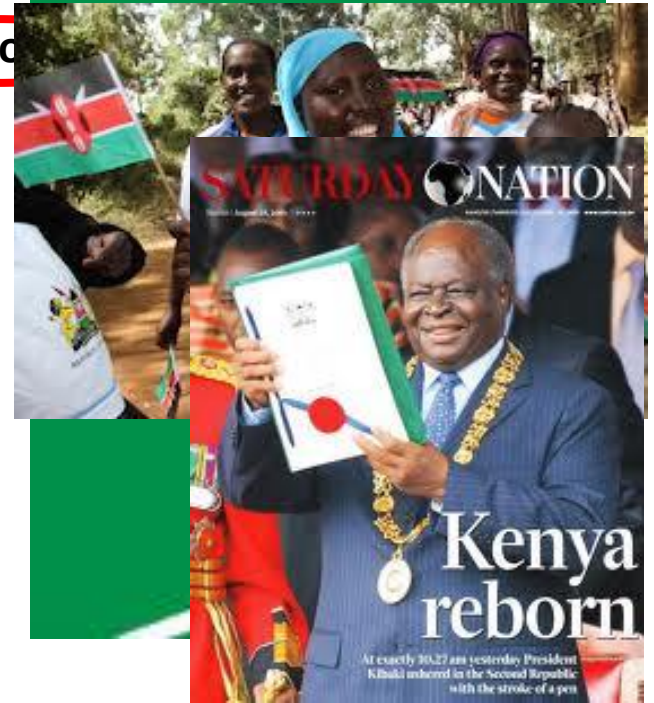 SATURDAY NATION
Kenya
reborn
At exactly 10.27 am yesterday President
Kibaki ushered in the Second Republic
with the stroke of a pen